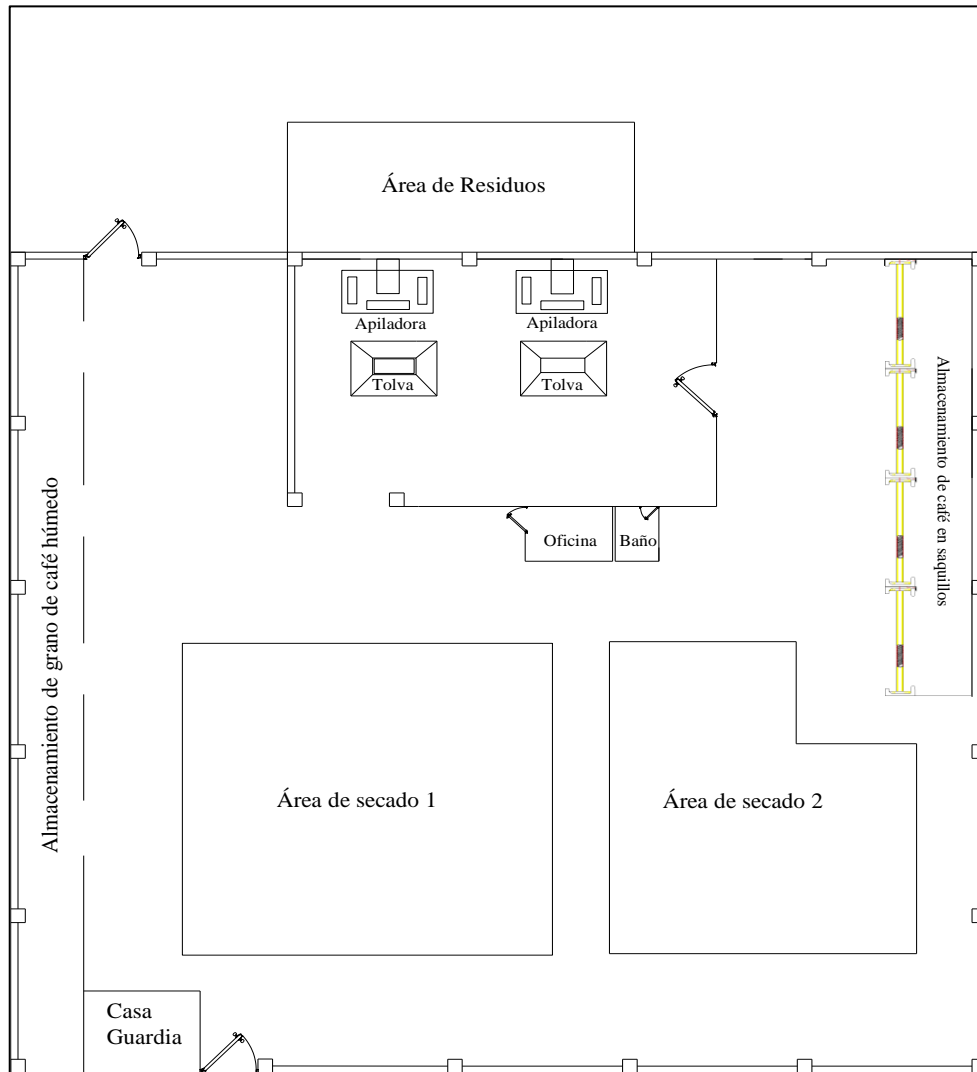 Área de Residuos
Apiladora
Apiladora
Tolva
Tolva
Almacenamiento de café en saquillos
Almacenamiento de grano de café húmedo
Oficina
Baño
Área de secado 1
Área de secado 2
Casa
Guardia